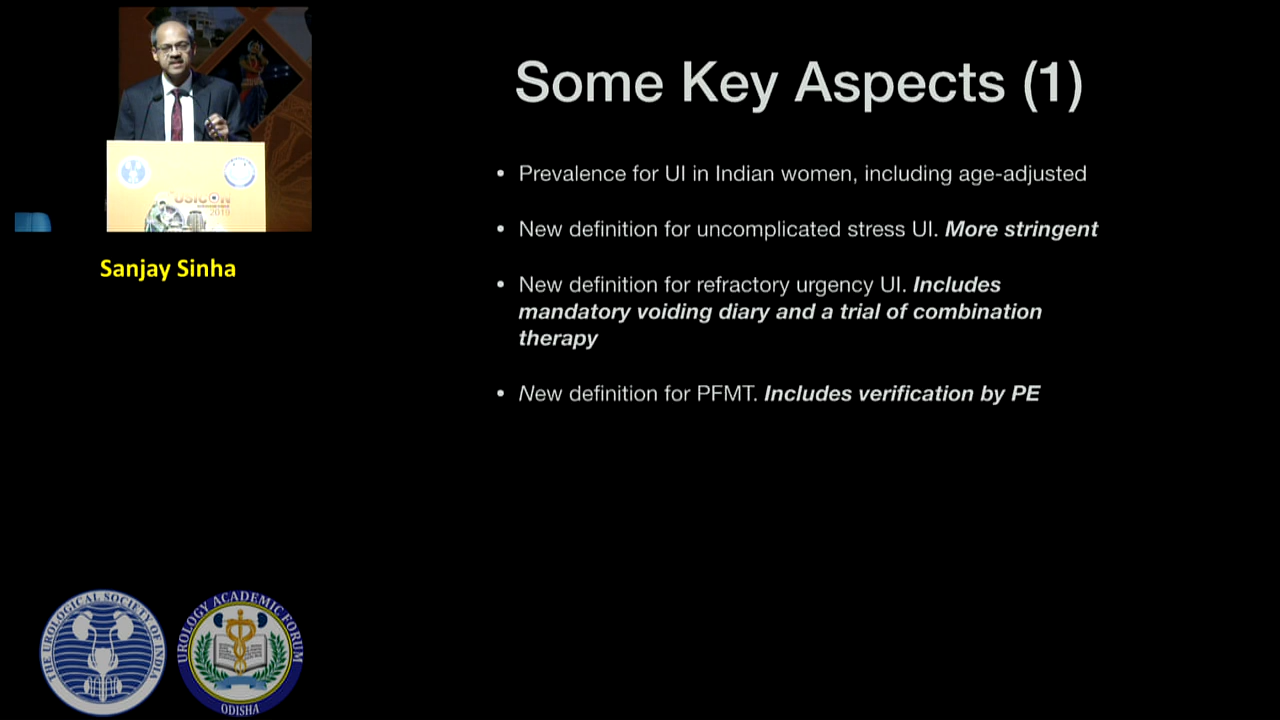 Some Key Aspects (1)
• Prevalence for UI in Indian women, including age-adjusted
• New definition for uncomplicated stress UI. More stringent
• New definition for refractory urgency UI. Includes
mandatory voiding diary and a trial of combination
therapy
• New definition for PFMT. Includes verification by PE
USICON
2019
Sanjay Sinha
THE UROLOGICAL SOCIETY OF INDIA
UROLOGY ACADEMIC FORUM
ODISHA